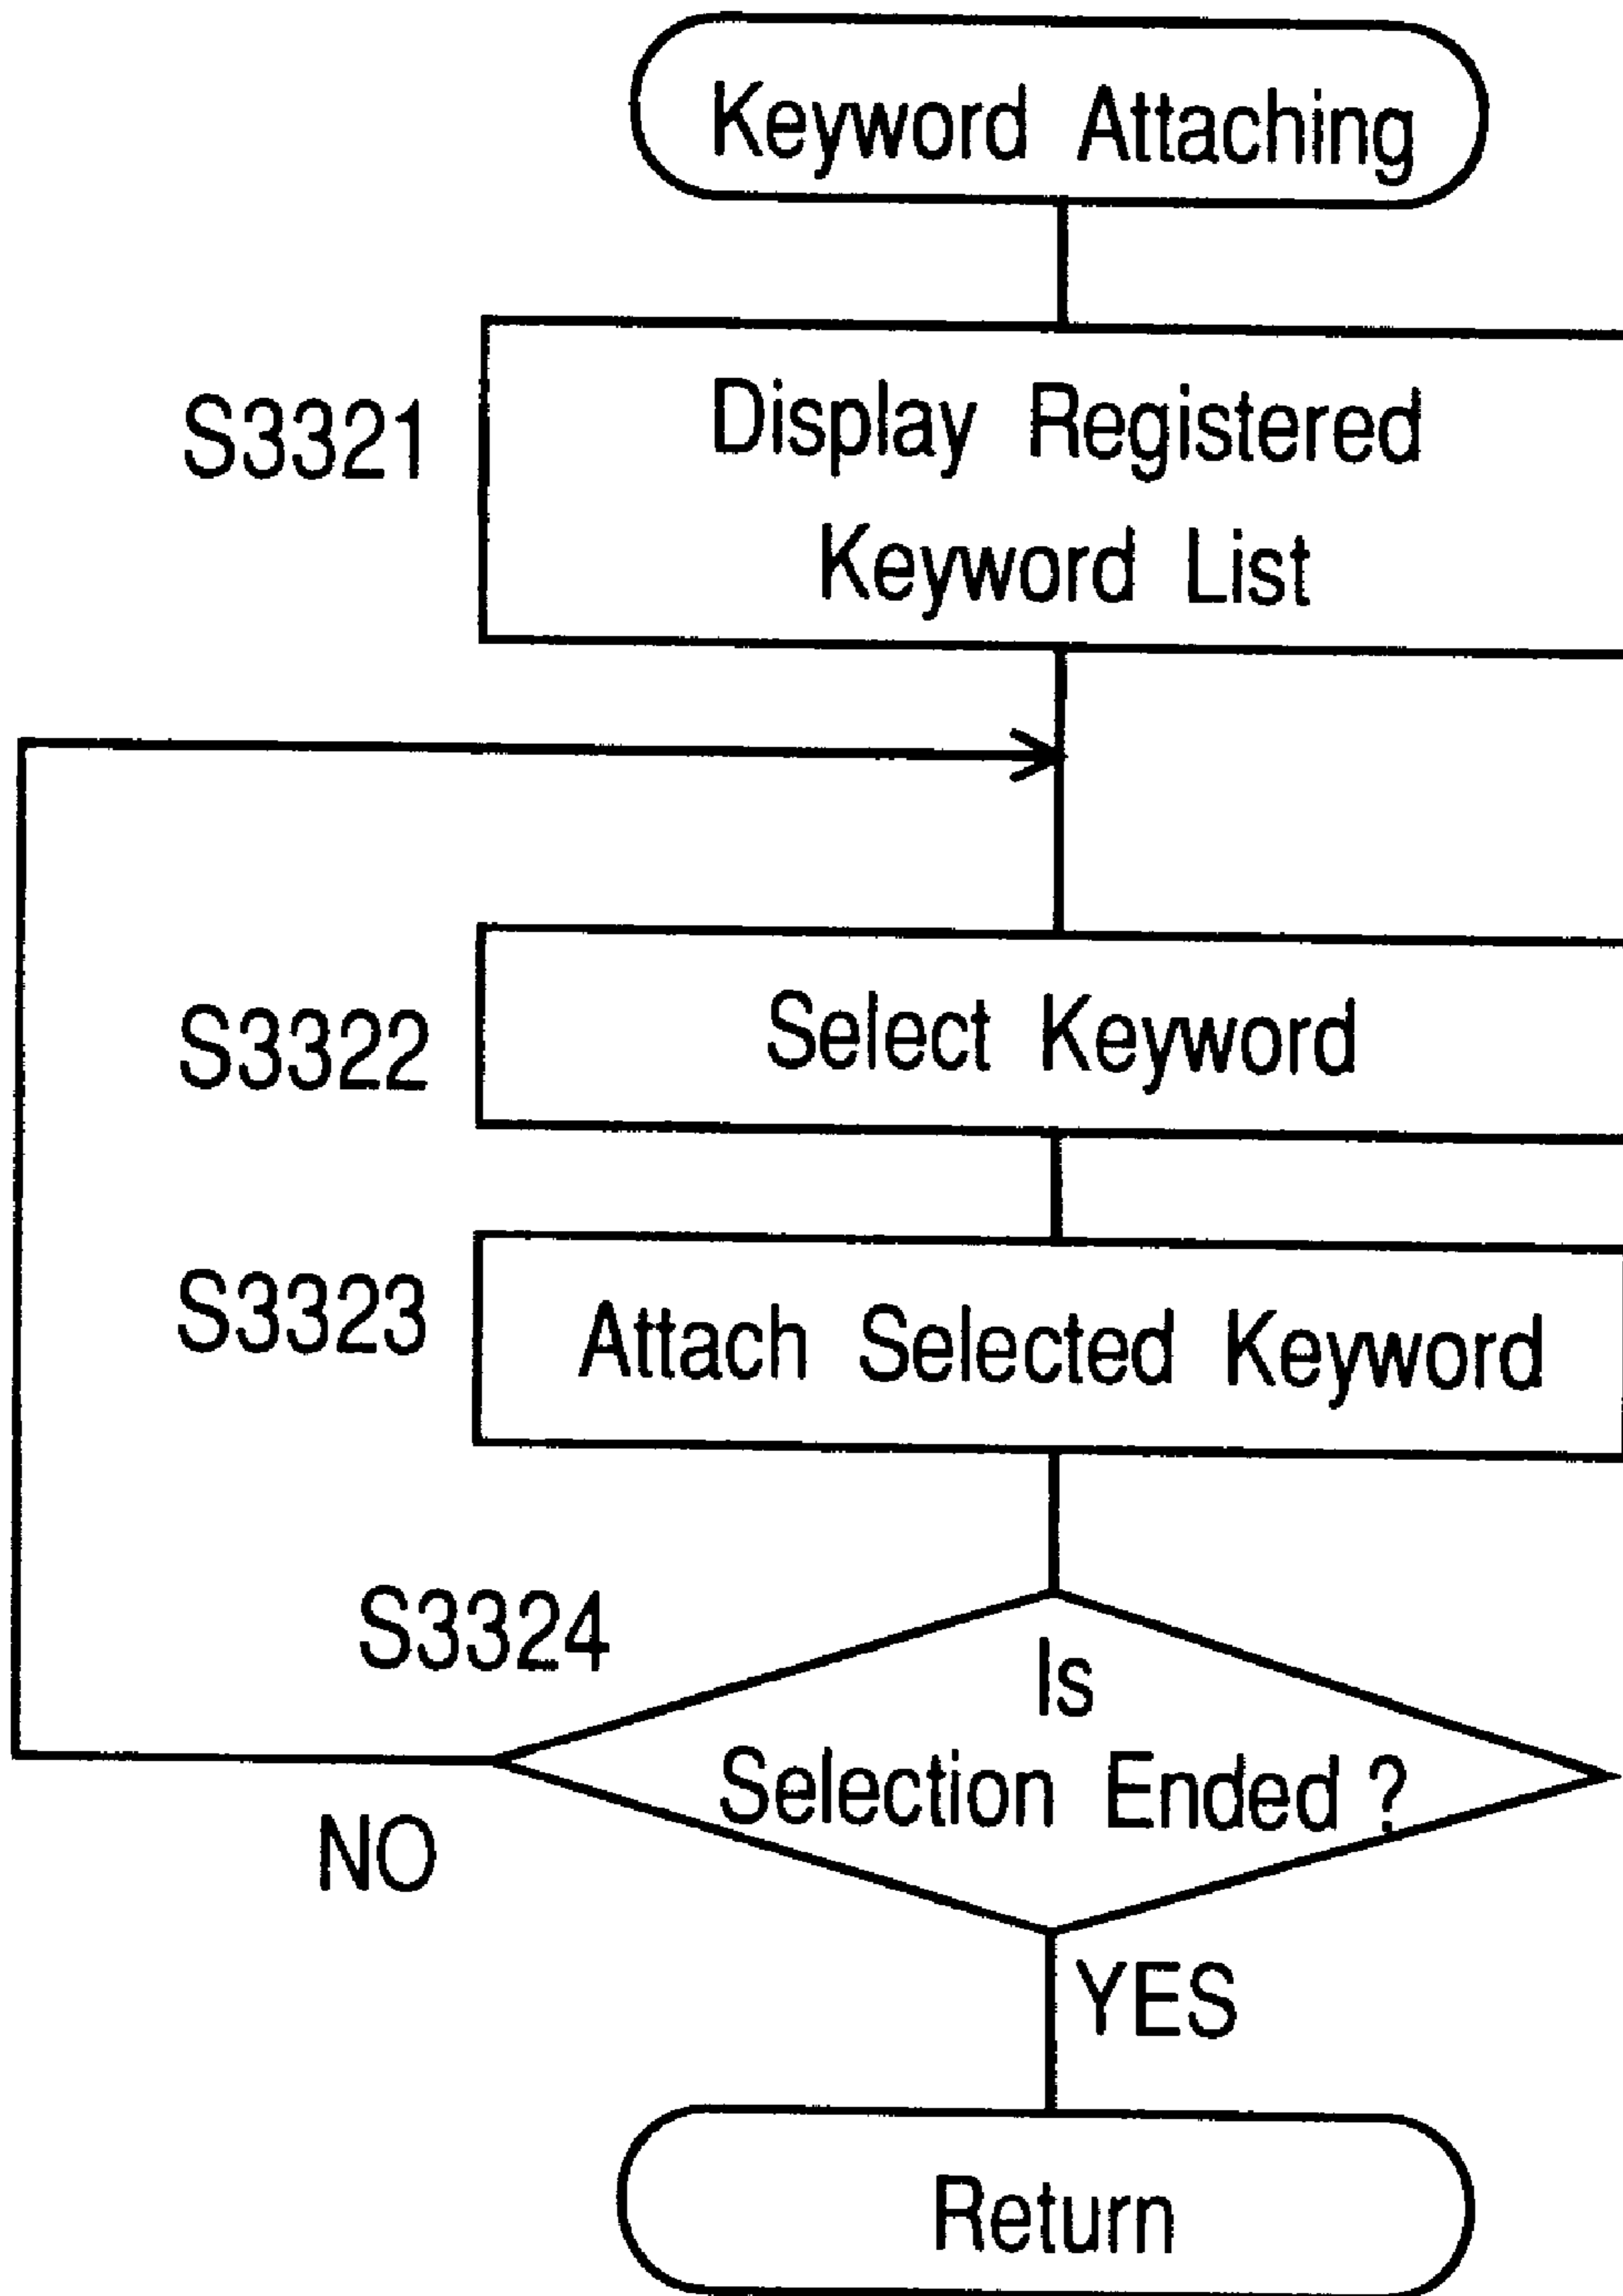 Keyword Attaching
S3321
Display Registered
Keyword List
S3322
Select Keyword
S3323
Attach Selected Keyword
S3324
Is
Selection Ended ?
NO
YES
Return